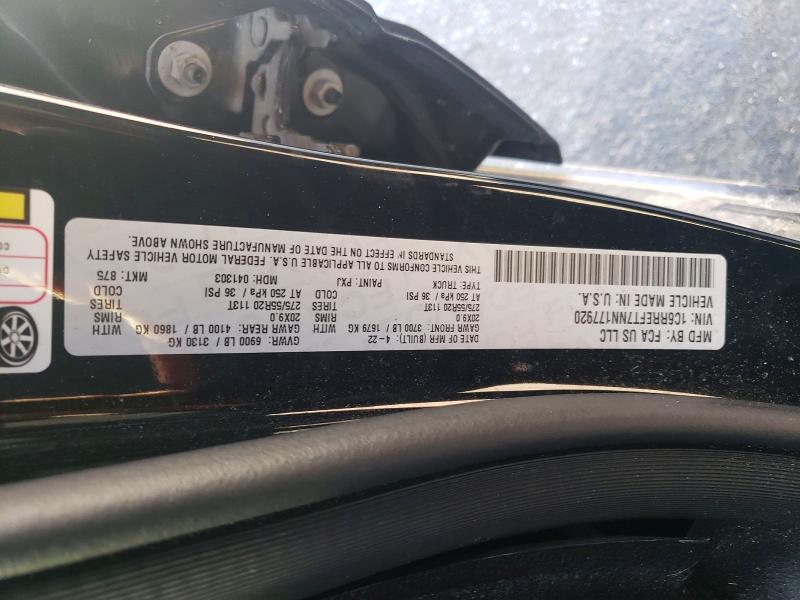 MFD BY: FCA US LLC
DATE OF MFR (BUILT): 4-22
GVWR: 6900 LB / 3130 KG
GAWR FRONT: 3700 LB / 1679 KG WITH
GAWR REAR: 4100 LB / 1860 KG WITH
20X9.0 RIMS
20X9.0 RIMS
275/55R20 113T TIRES
275/55R20 113T TIRES
AT 250 kPa / 36 PSI COLD
AT 250 kPa / 36 PSI COLD
VIN: 1C6RREFT7NN177920
TYPE: TRUCK
PAINT: PXJ
MDH: 041303
MKT: 875
VEHICLE MADE IN: U.S.A.
THIS VEHICLE CONFORMS TO ALL APPLICABLE U.S.A. FEDERAL MOTOR VEHICLE SAFETY
STANDARDS IN EFFECT ON THE DATE OF MANUFACTURE SHOWN ABOVE.